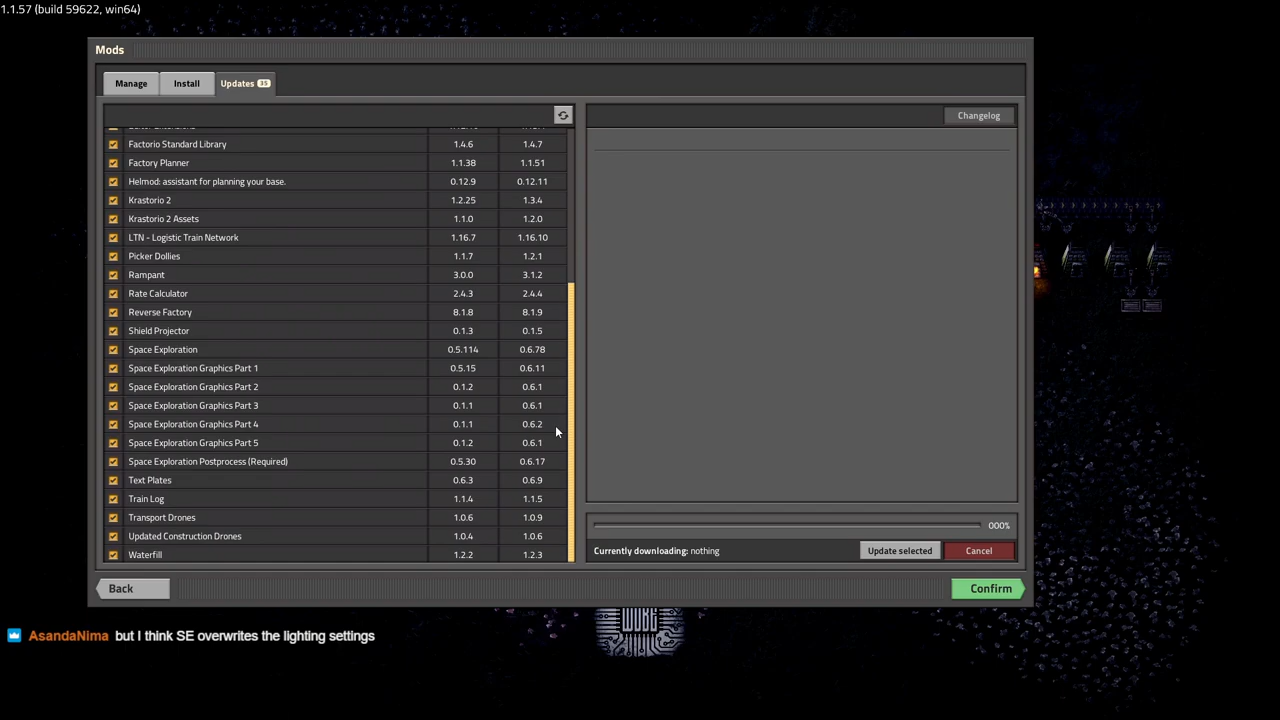 1.1.57 (build 59622, win64)
Mods
Manage Install Updates 35
Changelog
Factorio Standard Library 1.4.6 1.4.7
Factory Planner 1.1.38 1.1.51
Helmod: assistant for planning your base. 0.12.9 0.12.11
Krastorio 2 1.2.25 1.3.4
Krastorio 2 Assets 1.1.0 1.2.0
LTN - Logistic Train Network 1.16.7 1.16.10
Picker Dollies 1.1.7 1.2.1
Rampant 3.0.0 3.1.2
Rate Calculator 2.4.3 2.4.4
Reverse Factory 8.1.8 8.1.9
Shield Projector 0.1.3 0.1.5
Space Exploration 0.5.114 0.6.78
Space Exploration Graphics Part 1 0.5.15 0.6.11
Space Exploration Graphics Part 2 0.1.2 0.6.1
Space Exploration Graphics Part 3 0.1.1 0.6.1
Space Exploration Graphics Part 4 0.1.1 0.6.2
Space Exploration Graphics Part 5 0.1.2 0.6.1
Space Exploration Postprocess (Required) 0.5.30 0.6.17
Text Plates 0.6.3 0.6.9
Train Log 1.1.4 1.1.5
Transport Drones 1.0.6 1.0.9
Updated Construction Drones 1.0.4 1.0.6
Waterfill 1.2.2 1.2.3
000%
Currently downloading: nothing
Update selected Cancel
Back
Confirm
AsandaNima but I think SE overwrites the lighting settings